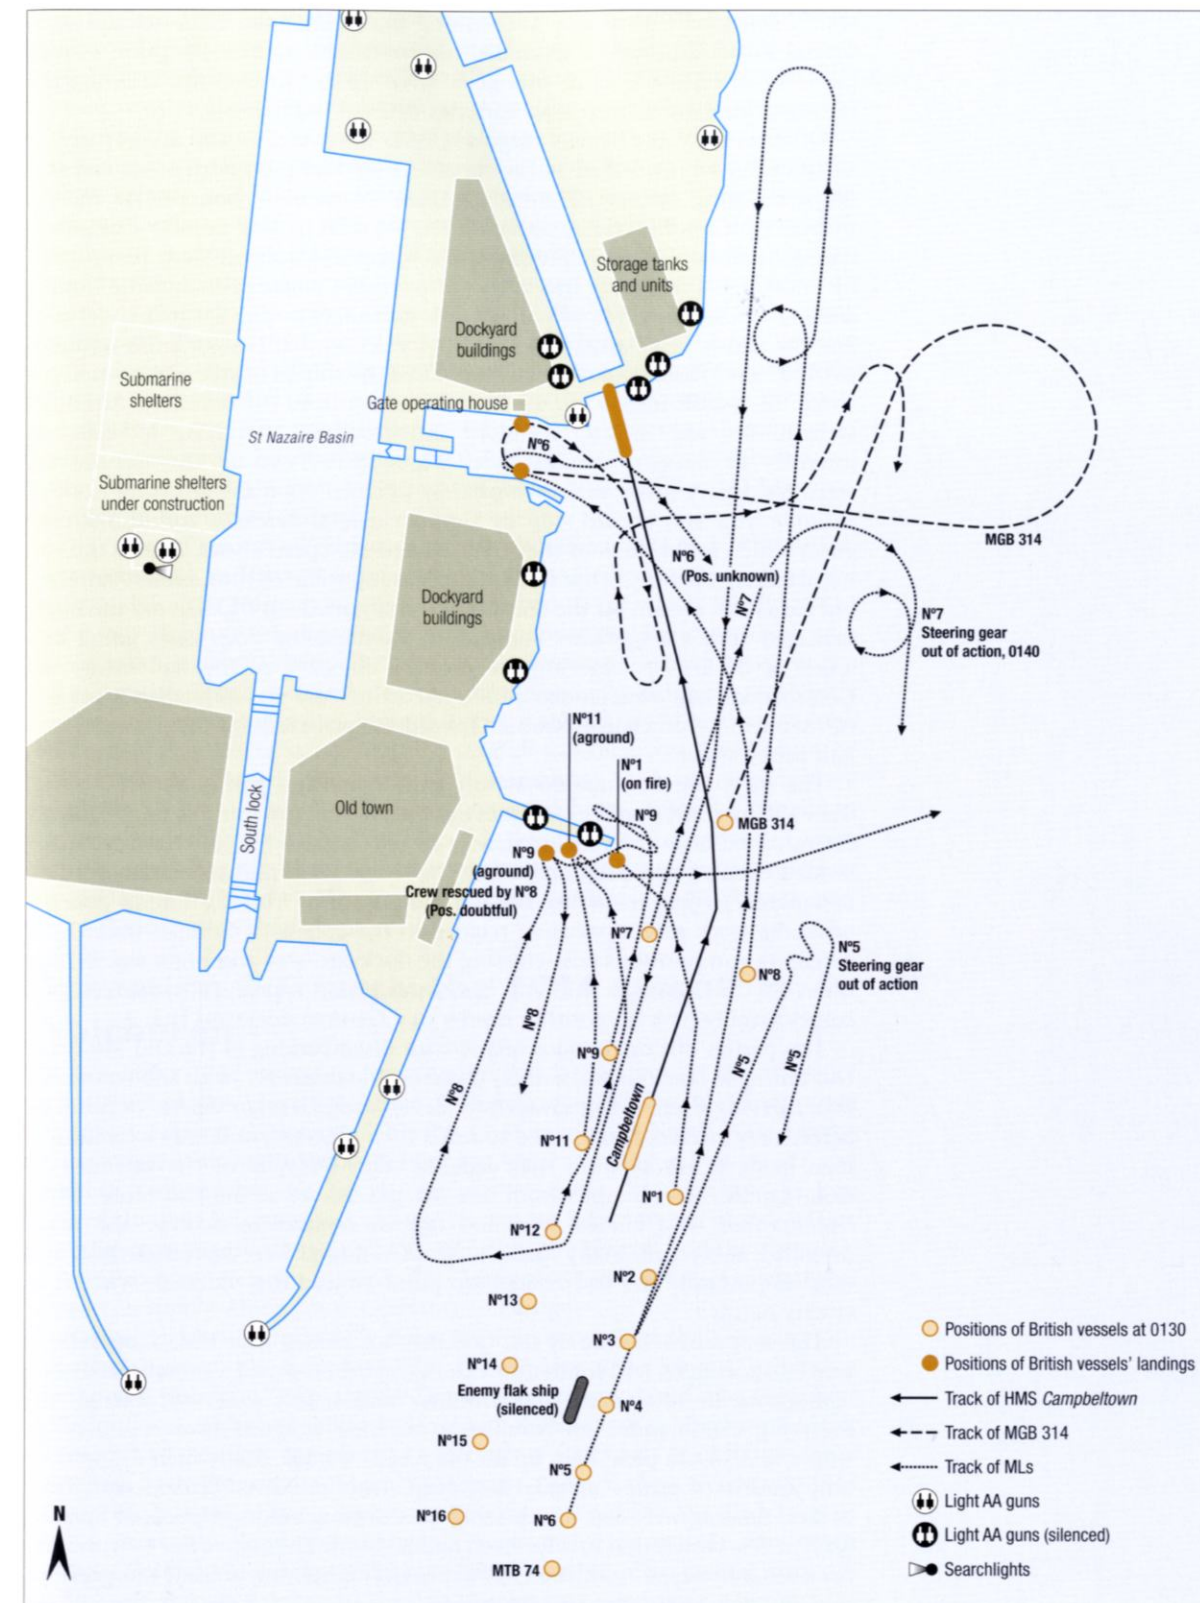 Storage tanks
and units
Dockyard
buildings
Submarine
shelters
Gate operating house
St Nazaire Basin
Nº6
Submarine shelters
under construction
MGB 314
Nº6
(Pos. unknown)
Dockyard
buildings
Nº7
Nº7
Steering gear
out of action, 0140
Nº11
(aground)
Nº1
(on fire)
Old town
South lock
Nº9
MGB 314
Nº9
(aground)
Crew rescued by Nº8
(Pos. doubtful)
Nº7
Nº5
Steering gear
out of action
Nº8
Nº8
Nº9
Nº5
Nº5
Nº8
Campbeltown
Nº11
Nº1
Nº12
Nº2
Nº13
Nº3
Nº14
Enemy flak ship
(silenced)
Nº4
Nº15
Nº5
Nº16
Nº6
MTB 74
N
Positions of British vessels at 0130
Positions of British vessels' landings
Track of HMS Campbeltown
Track of MGB 314
Track of MLs
Light AA guns
Light AA guns (silenced)
Searchlights